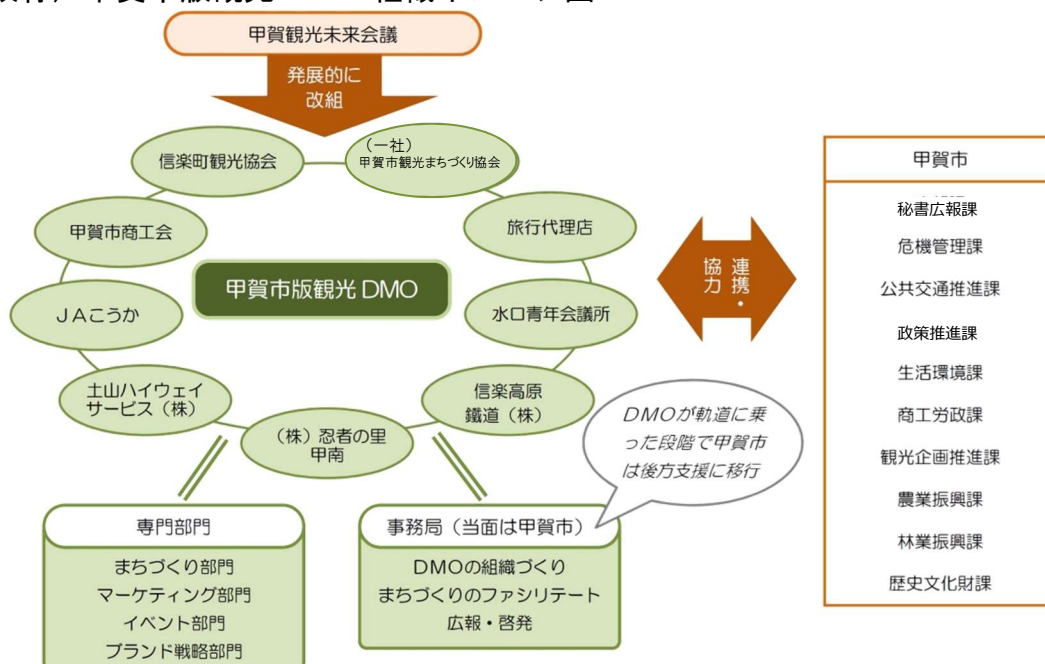 甲賀観光未来会議
発展的に
改組
信楽町観光協会
(一社)
甲賀市観光まちづくり協会
甲賀市商工会
旅行代理店
甲賀市版観光 DMO
JAこうか
水口青年会議所
土山ハイウェイ
サービス(株)
信楽高原
鐵道(株)
(株)忍者の里
甲南
連携・
協力
DMOが軌道に乗
った段階で甲賀市
は後方支援に移行
専門部門
まちづくり部門
マーケティング部門
イベント部門
ブランド戦略部門
事務局(当面は甲賀市)
DMOの組織づくり
まちづくりのファシリテート
広報・啓発
甲賀市
秘書広報課
危機管理課
公共交通推進課
政策推進課
生活環境課
商工労政課
観光企画推進課
農業振興課
林業振興課
歴史文化財課